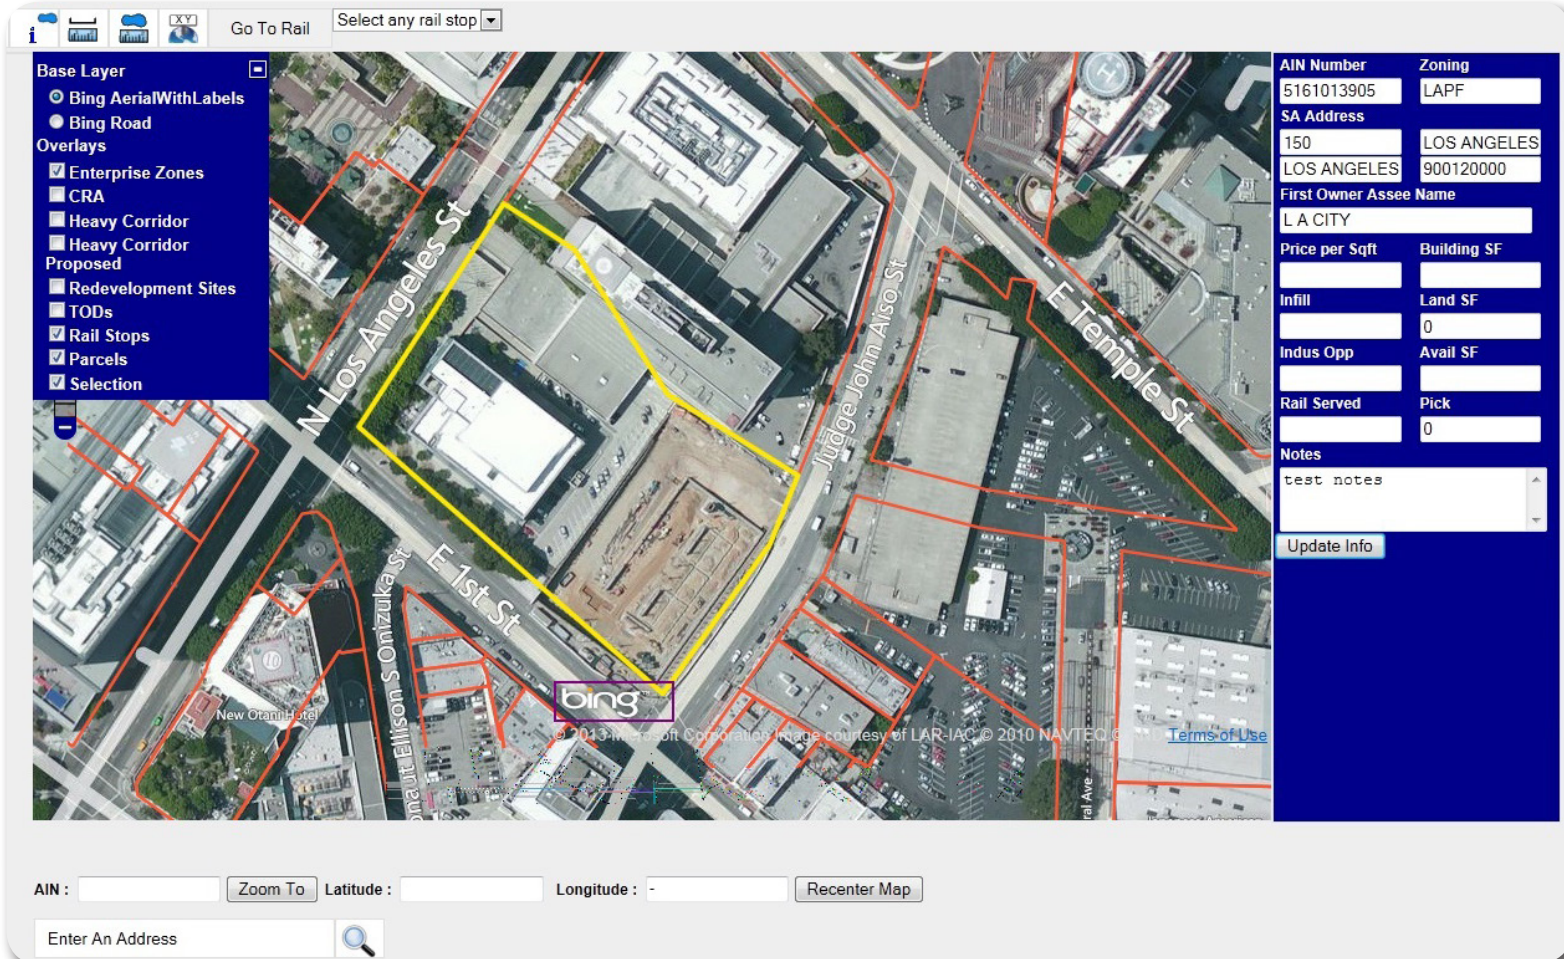 i
X Y
Go To Rail
Select any rail stop
Base Layer
Bing AerialWithLabels
Bing Road
Overlays
Enterprise Zones
CRA
Heavy Corridor
Heavy Corridor
Proposed
Redevelopment Sites
TODs
Rail Stops
Parcels
Selection
N Los Angeles St
Judge John Aiso St
E Temple St
E 1st St
onaut Ellison S Onizuka St
New Otani Hotel
ral Ave
bing
© 2013 Microsoft Corporation Image courtesy of LAR-IAC © 2010 NAVTEQ
Terms of Use
AIN Number Zoning
5161013905 LAPF
SA Address
150 LOS ANGELES
LOS ANGELES 900120000
First Owner Assee Name
L A CITY
Price per Sqft Building SF
Infill Land SF
0
Indus Opp Avail SF
Rail Served Pick
0
Notes
test notes
Update Info
AIN : Zoom To Latitude : Longitude : - Recenter Map
Enter An Address